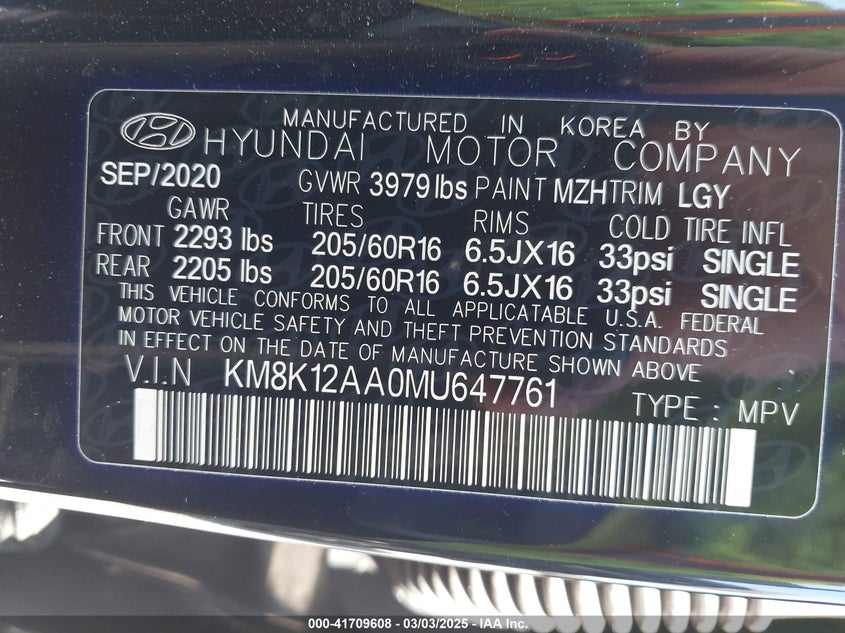 MANUFACTURED IN KOREA BY
HYUNDAI MOTOR COMPANY
SEP/2020 GVWR 3979 lbs PAINT MZH TRIM LGY
GAWR TIRES RIMS COLD TIRE INFL
FRONT 2293 lbs 205/60R16 6.5JX16 33psi SINGLE
REAR 2205 lbs 205/60R16 6.5JX16 33psi SINGLE
THIS VEHICLE CONFORMS TO ALL APPLICATABLE U.S.A. FEDERAL
MOTOR VEHICLE SAFETY AND THEFT PREVENTION STANDARDS
IN EFFECT ON THE DATE OF MANUFACTURE SHOWN ABOVE
V.I.N KM8K12AA0MU647761 TYPE : MPV
000-41709608 - 03/03/2025 - IAA Inc.